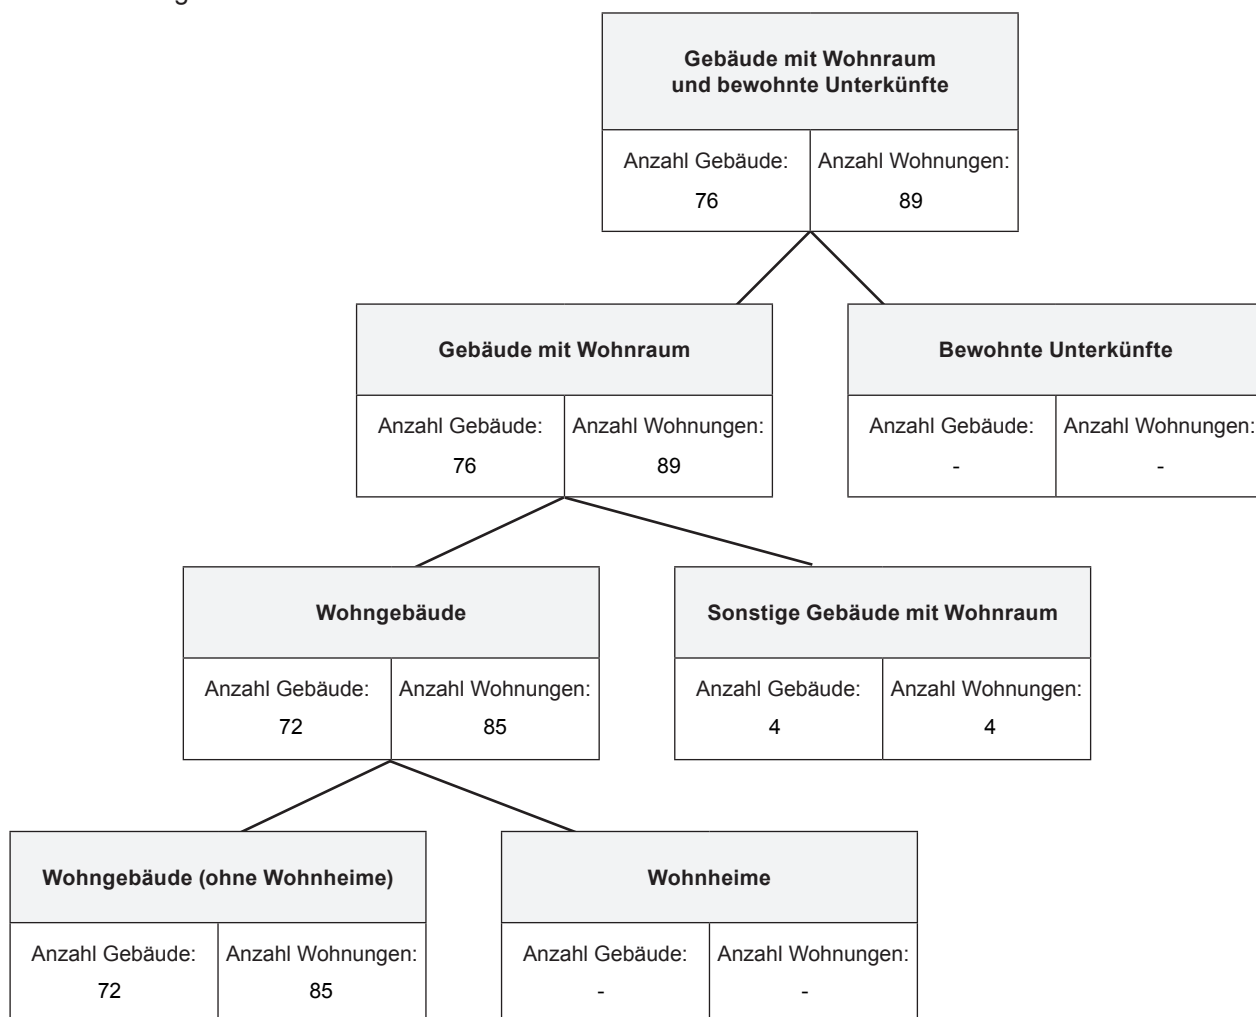 Gebäude mit Wohnraum
und bewohnte Unterkünfte
Anzahl Gebäude: Anzahl Wohnungen:
76 89
Gebäude mit Wohnraum
Bewohnte Unterkünfte
Anzahl Gebäude: Anzahl Wohnungen:
76 89
Anzahl Gebäude: Anzahl Wohnungen:
- -
Wohngebäude
Sonstige Gebäude mit Wohnraum
Anzahl Gebäude: Anzahl Wohnungen:
72 85
Anzahl Gebäude: Anzahl Wohnungen:
4 4
Wohngebäude (ohne Wohnheime)
Wohnheime
Anzahl Gebäude: Anzahl Wohnungen:
72 85
Anzahl Gebäude: Anzahl Wohnungen:
- -